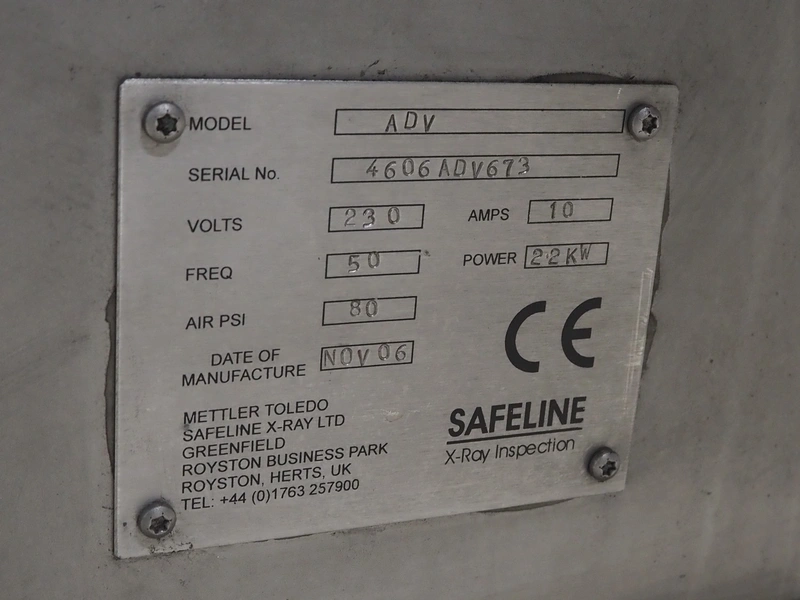 MODEL ADV
SERIAL No. 4606ADV673
VOLTS 230 AMPS 10
FREQ 50 POWER 2.2KW
AIR PSI 80
DATE OF
MANUFACTURE NOV 06
METTLER TOLEDO
SAFELINE X-RAY LTD
GREENFIELD
ROYSTON BUSINESS PARK
ROYSTON, HERTS, UK
TEL: +44 (0)1763 257900
CE
SAFELINE
X-Ray Inspection